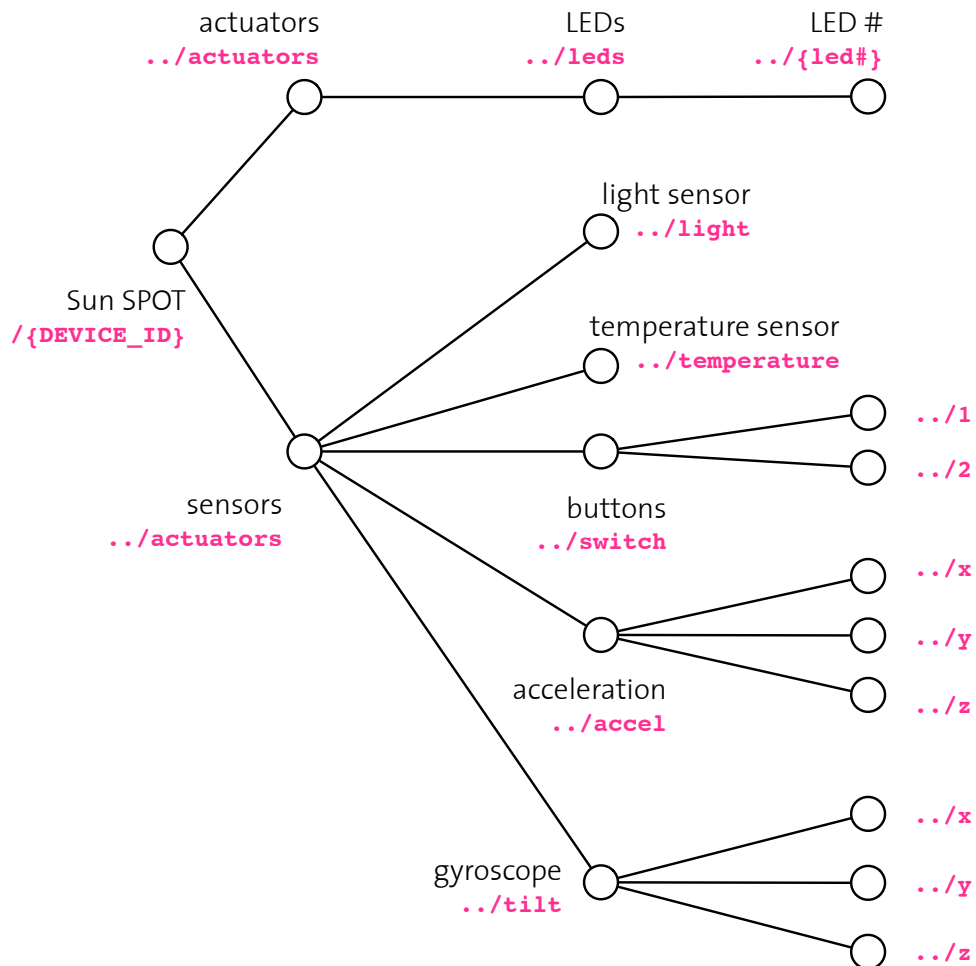 actuators
../actuators
LEDs
../leds
LED #
../{led#}
light sensor
../light
Sun SPOT
/{DEVICE_ID}
temperature sensor
../temperature
../1
../2
sensors
../actuators
buttons
../switch
../x
../y
../z
acceleration
../accel
../x
../y
../z
gyroscope
../tilt